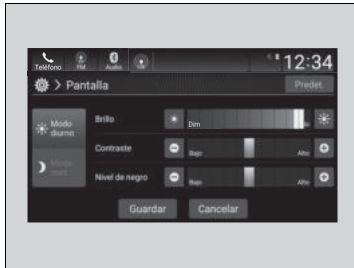 Teléfono
Audio
12:34
> Pantalla
Predet.
Modo diurno
Brillo
Dim
Contraste
Bajo
Alto
Modo
Nivel de negro
Bajo
Alto
Guardar
Cancelar